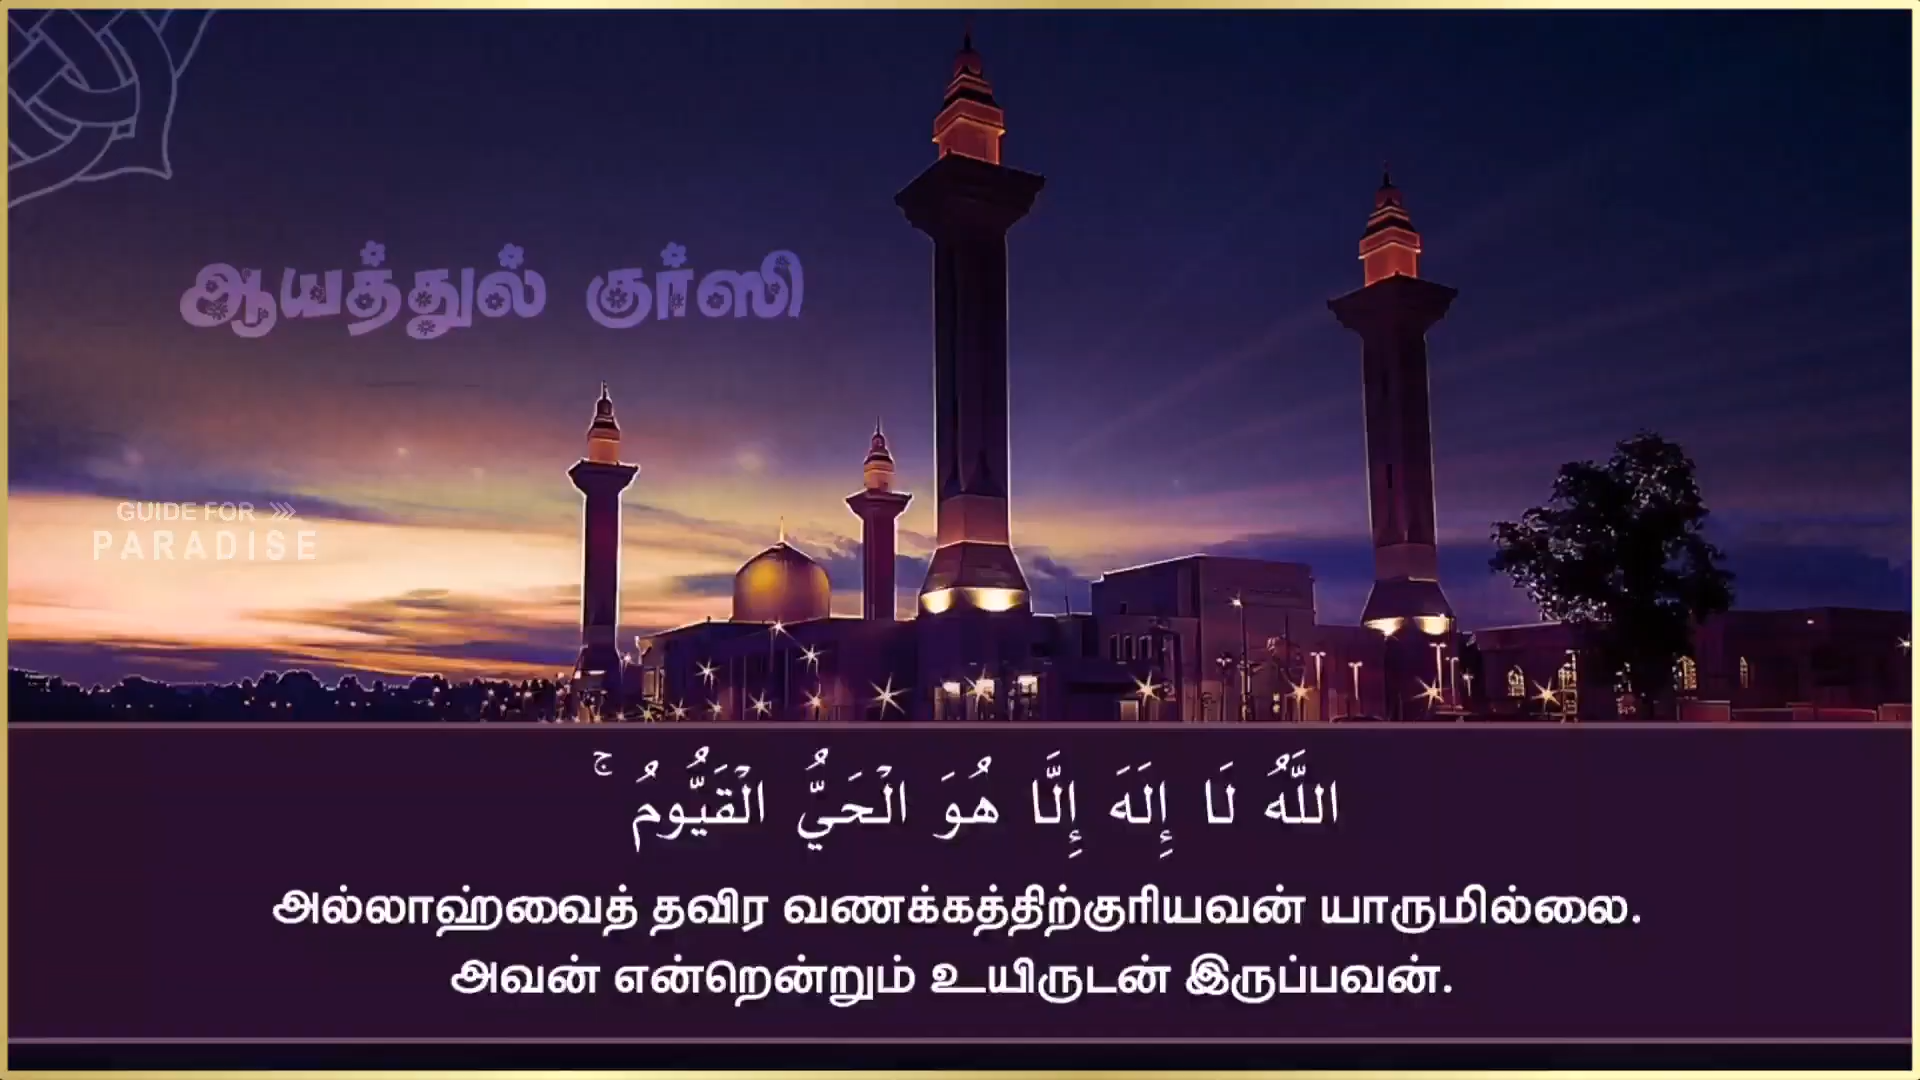 ஆயத்துல் குர்ஸி
GUIDE FOR
PARADISE
اللَّهُ لَا إِلَهَ إِلَّا هُوَ الْحَيُّ الْقَيُّومُ ۚ
அல்லாஹ்வைத் தவிர வணக்கத்திற்குரியவன் யாருமில்லை.
அவன் என்றென்றும் உயிருடன் இருப்பவன்.